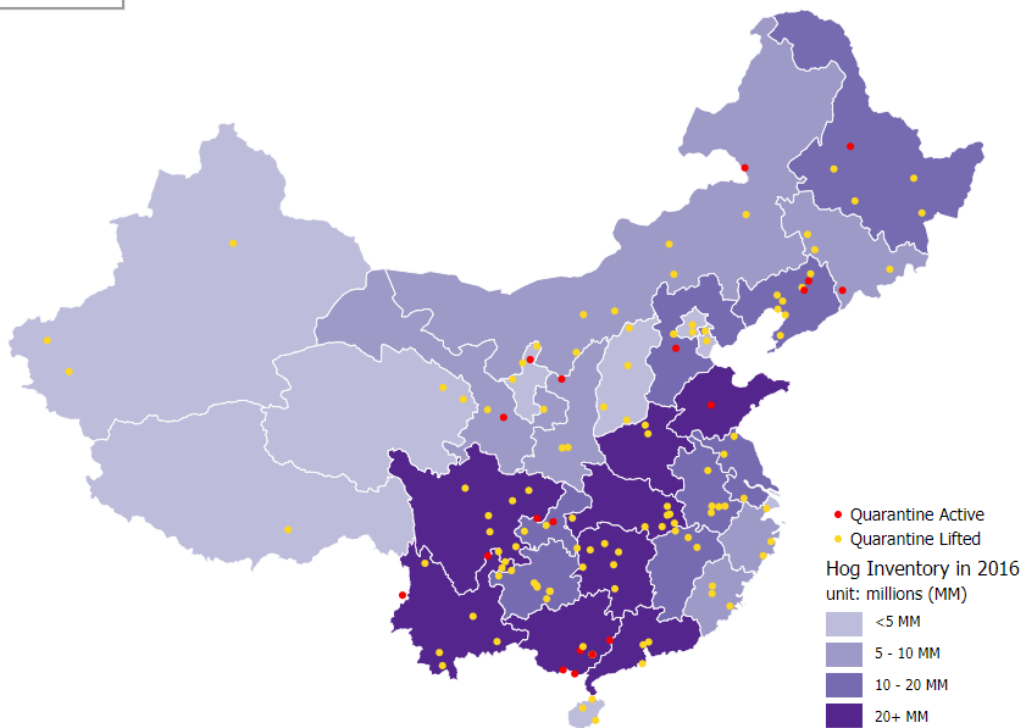 Quarantine Active
Quarantine Lifted
Hog Inventory in 2016
unit: millions (MM)
<5 MM
5 - 10 MM
10 - 20 MM
20+ MM